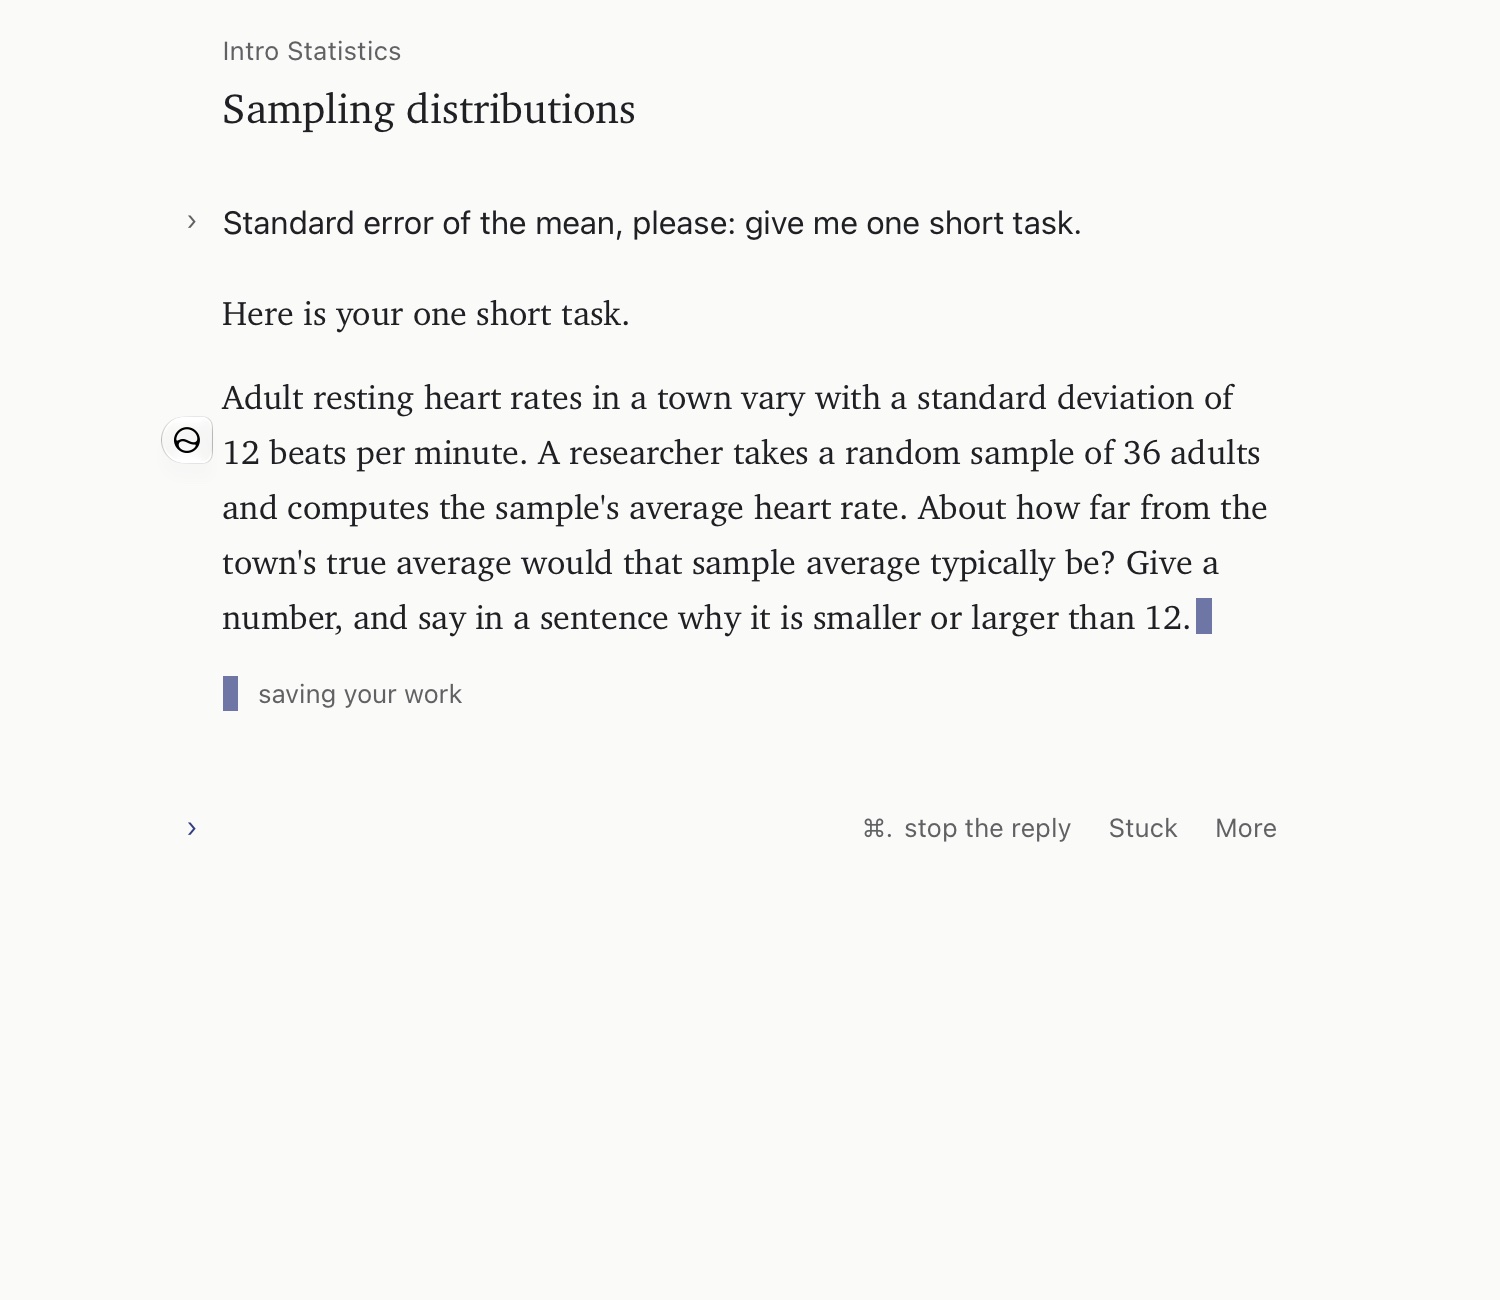 Intro Statistics
Sampling distributions
› Standard error of the mean, please: give me one short task.
Here is your one short task.
Adult resting heart rates in a town vary with a standard deviation of
12 beats per minute. A researcher takes a random sample of 36 adults
and computes the sample's average heart rate. About how far from the
town's true average would that sample average typically be? Give a
number, and say in a sentence why it is smaller or larger than 12.
saving your work
› ⌘. stop the reply Stuck More